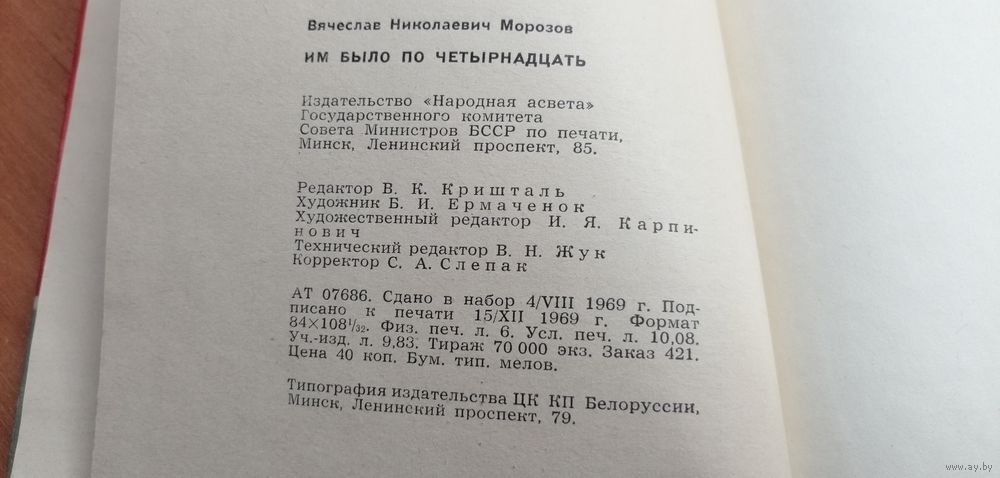 Вячеслав Николаевич Морозов
ИМ БЫЛО ПО ЧЕТЫРНАДЦАТЬ
Издательство «Народная асвета»
Государственного комитета
Совета Министров БССР по печати,
Минск, Ленинский проспект, 85.
Редактор В. К. Кришталь
Художник Б. И. Ермаченок
Художественный редактор И. Я. Карпи-
нович
Технический редактор В. Н. Жук
Корректор С. А. Слепак
АТ 07686. Сдано в набор 4/VIII 1969 г. Под-
писано к печати 15/XII 1969 г. Формат
84×108¹/₃₂. Физ. печ. л. 6. Усл. печ. л. 10,08.
Уч.-изд. л. 9,83. Тираж 70 000 экз. Заказ 421.
Цена 40 коп. Бум. тип. мелов.
Типография издательства ЦК КП Белоруссии,
Минск, Ленинский проспект, 79.
www.ay.by